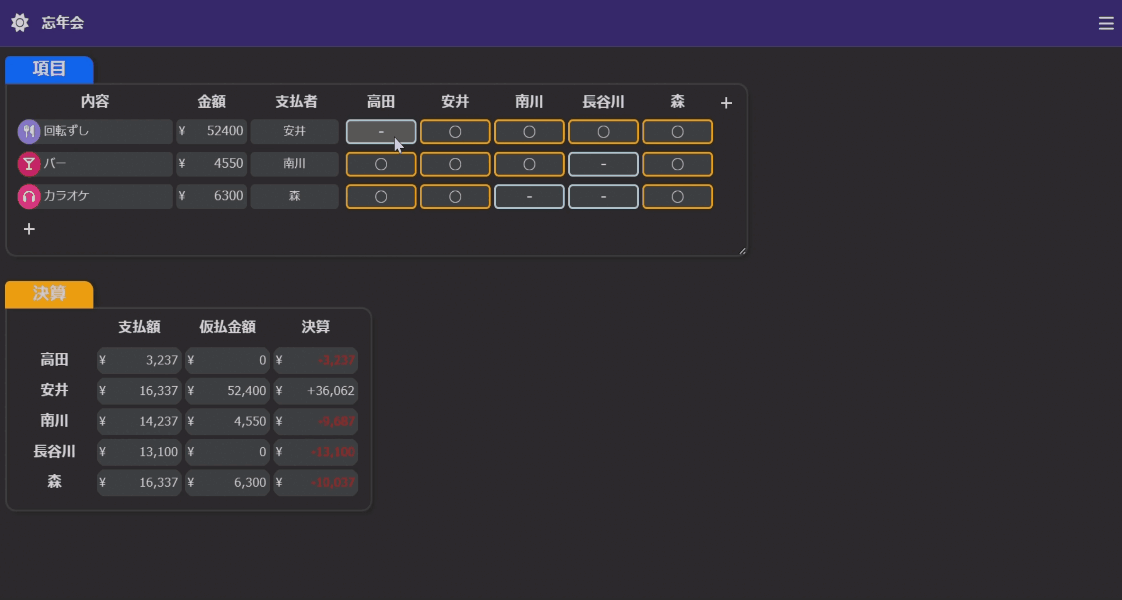 忘年会
項目
内容 金額 支払者 高田 安井 南川 長谷川 森 +
回転ずし ¥ 52400 安井 - ○ ○ ○ ○
バー ¥ 4550 南川 ○ ○ ○ - ○
カラオケ ¥ 6300 森 ○ ○ - - ○
+
決算
支払額 仮払金額 決算
高田 ¥ 3,237 ¥ 0 ¥ -3,237
安井 ¥ 16,337 ¥ 52,400 ¥ +36,062
南川 ¥ 14,237 ¥ 4,550 ¥ -9,687
長谷川 ¥ 13,100 ¥ 0 ¥ -13,100
森 ¥ 16,337 ¥ 6,300 ¥ -10,037